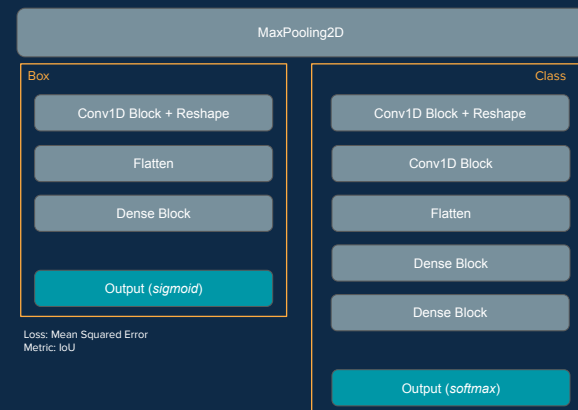 MaxPooling2D
Box
Conv1D Block + Reshape
Flatten
Dense Block
Output (sigmoid)
Loss: Mean Squared Error
Metric: IoU
Class
Conv1D Block + Reshape
Conv1D Block
Flatten
Dense Block
Dense Block
Output (softmax)